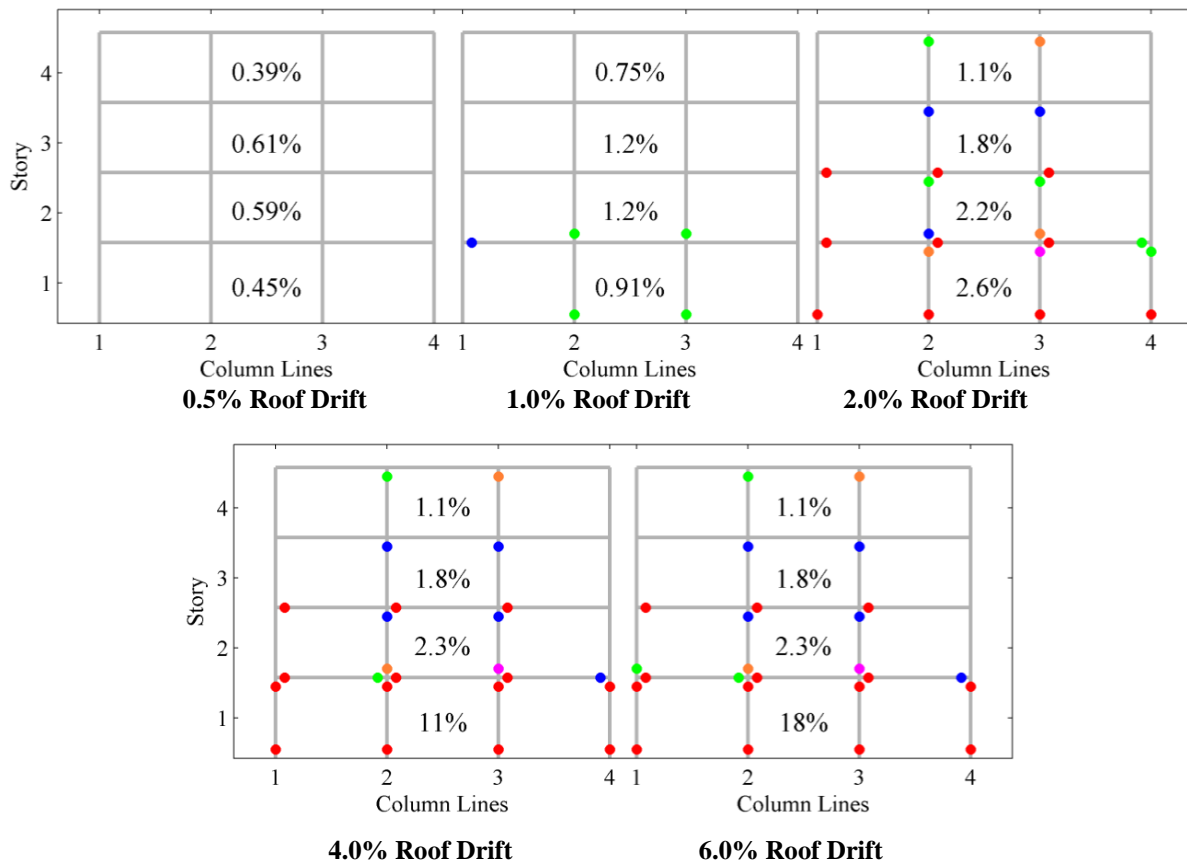 4
3
2
1
Story
0.39%
0.61%
0.59%
0.45%
1 2 3 4
Column Lines
0.5% Roof Drift
0.75%
1.2%
1.2%
0.91%
1 2 3 4
Column Lines
1.0% Roof Drift
1.1%
1.8%
2.2%
2.6%
1 2 3 4
Column Lines
2.0% Roof Drift
4
3
2
1
Story
1.1%
1.8%
2.3%
11%
1 2 3 4
Column Lines
4.0% Roof Drift
1.1%
1.8%
2.3%
18%
1 2 3 4
Column Lines
6.0% Roof Drift